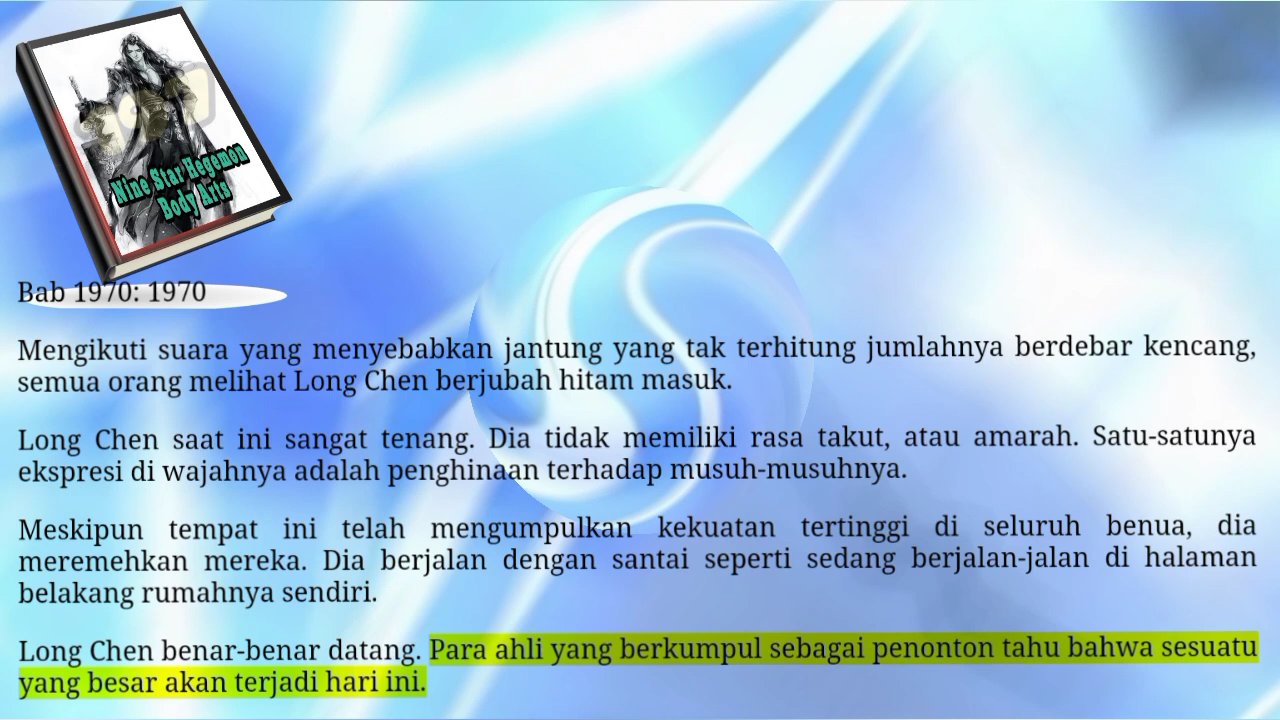 Nine Star Hegemon
Body Arts
Bab 1970: 1970
Mengikuti suara yang menyebabkan jantung yang tak terhitung jumlahnya berdebar kencang,
semua orang melihat Long Chen berjubah hitam masuk.
Long Chen saat ini sangat tenang. Dia tidak memiliki rasa takut, atau amarah. Satu-satunya
ekspresi di wajahnya adalah penghinaan terhadap musuh-musuhnya.
Meskipun tempat ini telah mengumpulkan kekuatan tertinggi di seluruh benua, dia
meremehkan mereka. Dia berjalan dengan santai seperti sedang berjalan-jalan di halaman
belakang rumahnya sendiri.
Long Chen benar-benar datang. Para ahli yang berkumpul sebagai penonton tahu bahwa sesuatu
yang besar akan terjadi hari ini.